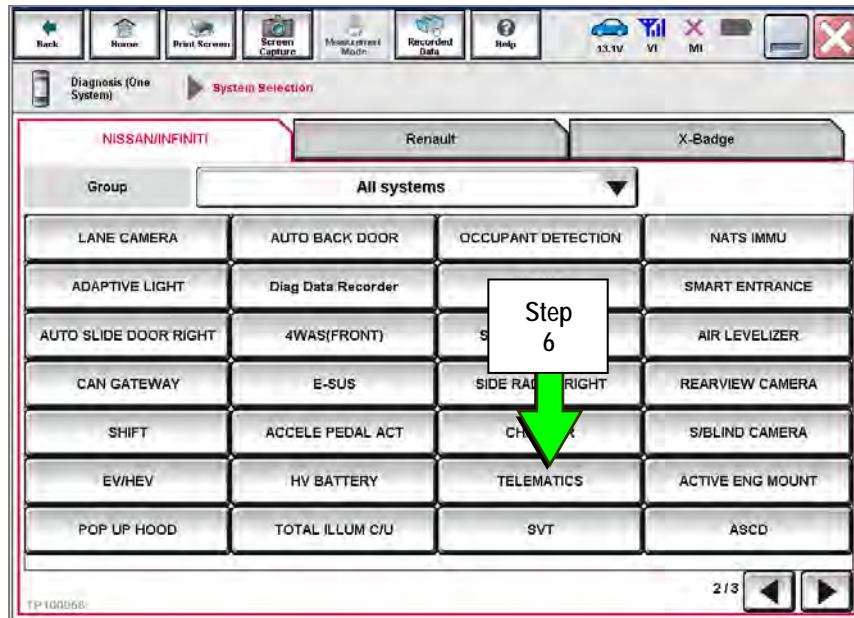 Back
Home
Print Screen
Screen Capture
Measurement Mode
Recorded Data
Help
13.1V
VI
MI
Diagnosis (One System)
System Selection
NISSAN/INFINITI
Renault
X-Badge
Group
All systems
LANE CAMERA
AUTO BACK DOOR
OCCUPANT DETECTION
NATS IMMU
ADAPTIVE LIGHT
Diag Data Recorder
SMART ENTRANCE
Step
6
AUTO SLIDE DOOR RIGHT
4WAS(FRONT)
S
AIR LEVELIZER
CAN GATEWAY
E-SUS
SIDE RA RIGHT
REARVIEW CAMERA
SHIFT
ACCELE PEDAL ACT
CH R
S/BLIND CAMERA
EV/HEV
HV BATTERY
TELEMATICS
ACTIVE ENG MOUNT
POP UP HOOD
TOTAL ILLUM C/U
SVT
ASCD
2/3